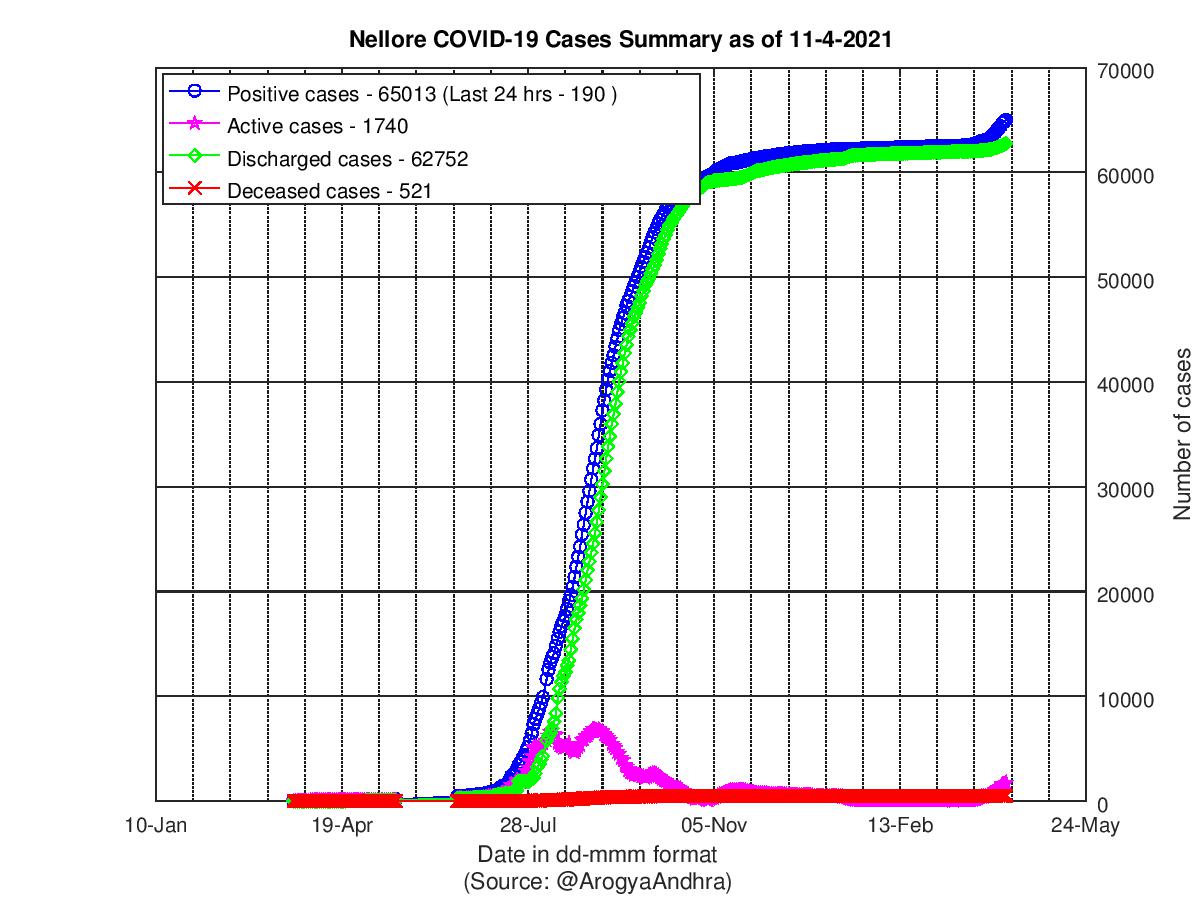 Nellore COVID-19 Cases Summary as of 11-4-2021
Positive cases - 65013 (Last 24 hrs - 190 )
Active cases - 1740
Discharged cases - 62752
Deceased cases - 521
70000
60000
50000
40000
30000
20000
10000
0
Number of cases
10-Jan 19-Apr 28-Jul 05-Nov 13-Feb 24-May
Date in dd-mmm format
(Source: @ArogyaAndhra)